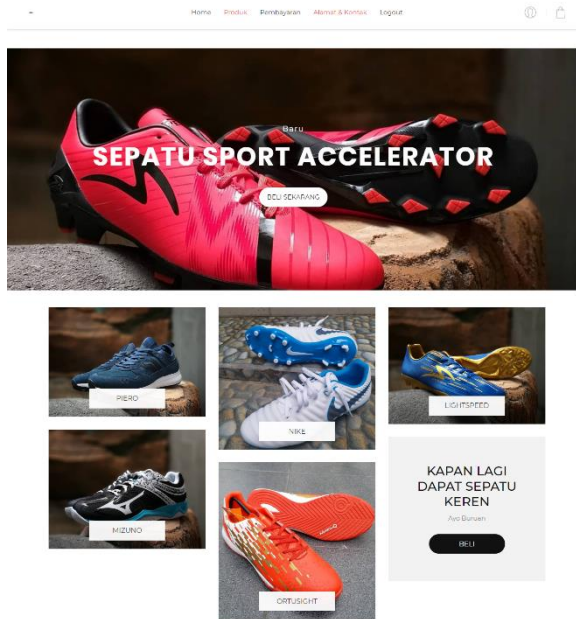 Home Produk Pembayaran Alamat & Kontak Logout
Baru
SEPATU SPORT ACCELERATOR
BELI SEKARANG
PIERO
NIKE
LIGHTSPEED
MIZUNO
ORTUSIGHT
KAPAN LAGI
DAPAT SEPATU
KEREN
Ayo Buruan
BELI